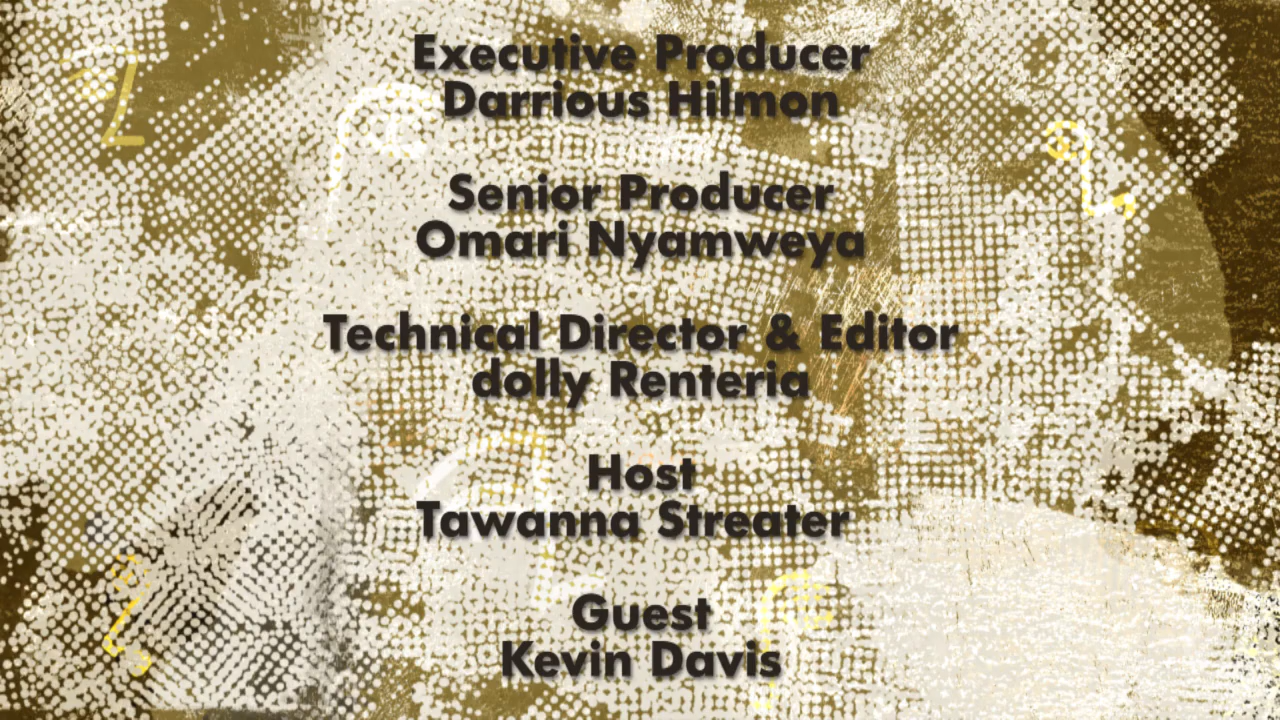 Executive Producer
Darrious Hilmon
Senior Producer
Omari Nyamweya
Technical Director & Editor
dolly Renteria
Host
Tawanna Streater
Guest
Kevin Davis